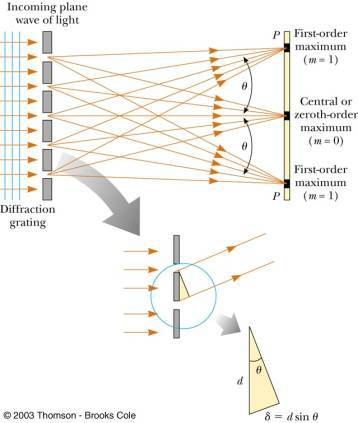 Incoming plane
wave of light
P
First-order
maximum
(m = 1)
θ
Central or
zeroth-order
maximum
(m = 0)
θ
First-order
maximum
(m = 1)
P
Diffraction
grating
θ
d
δ = d sin θ
© 2003 Thomson - Brooks Cole